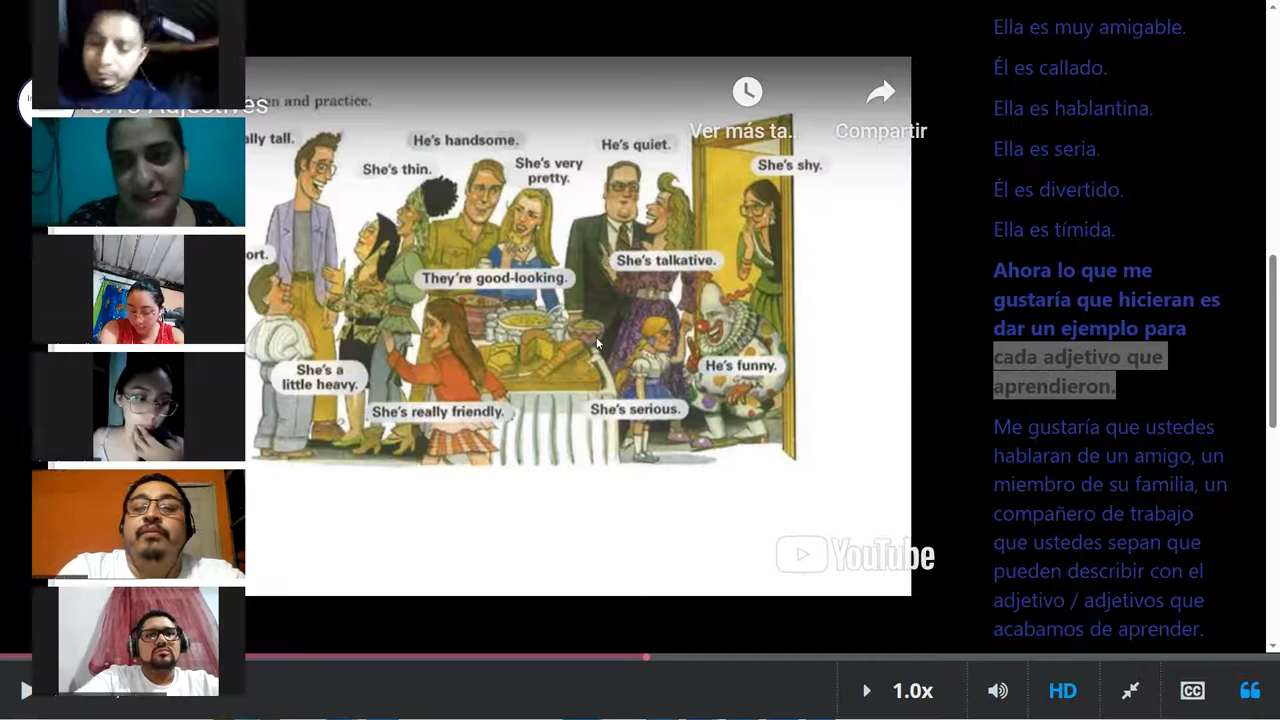 and practice.
Adjectives
Ver más ta...
Compartir
tall.
He's handsome.
He's quiet.
She's thin.
She's very
pretty.
She's shy.
They're good-looking.
She's talkative.
She's a
little heavy.
He's funny.
She's really friendly.
She's serious.
YouTube
Ella es muy amigable.
Él es callado.
Ella es hablantina.
Ella es seria.
Él es divertido.
Ella es tímida.
Ahora lo que me
gustaría que hicieran es
dar un ejemplo para
cada adjetivo que
aprendieron.
Me gustaría que ustedes
hablaran de un amigo, un
miembro de su familia, un
compañero de trabajo
que ustedes sepan que
pueden describir con el
adjetivo / adjetivos que
acabamos de aprender.
1.0x
HD
CC